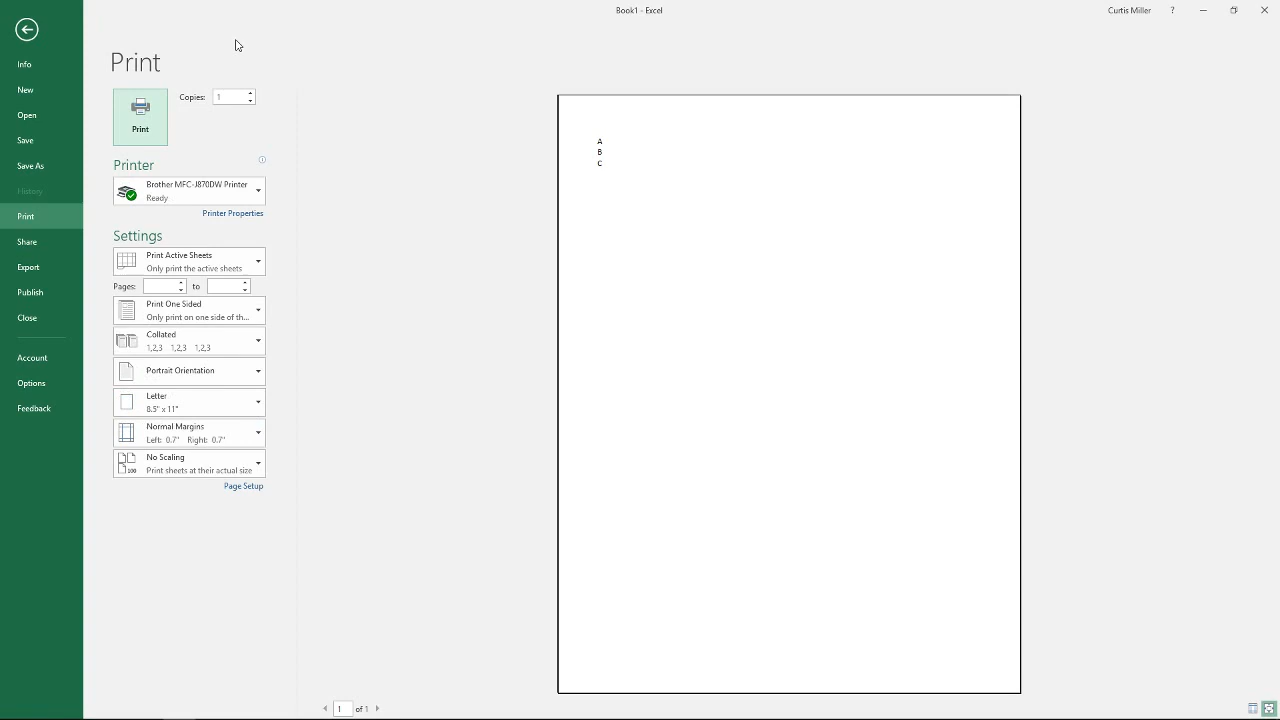 Book1 - Excel
Curtis Miller
?
Info
New
Open
Save
Save As
History
Print
Share
Export
Publish
Close
Account
Options
Feedback
Print
Print
Copies: 1
Printer
Brother MFC-J870DW Printer
Ready
Printer Properties
Settings
Print Active Sheets
Only print the active sheets
Pages: to
Print One Sided
Only print on one side of th...
Collated
1,2,3 1,2,3 1,2,3
Portrait Orientation
Letter
8.5" x 11"
Normal Margins
Left: 0.7" Right: 0.7"
No Scaling
100
Print sheets at their actual size
Page Setup
A
B
C
1 of 1